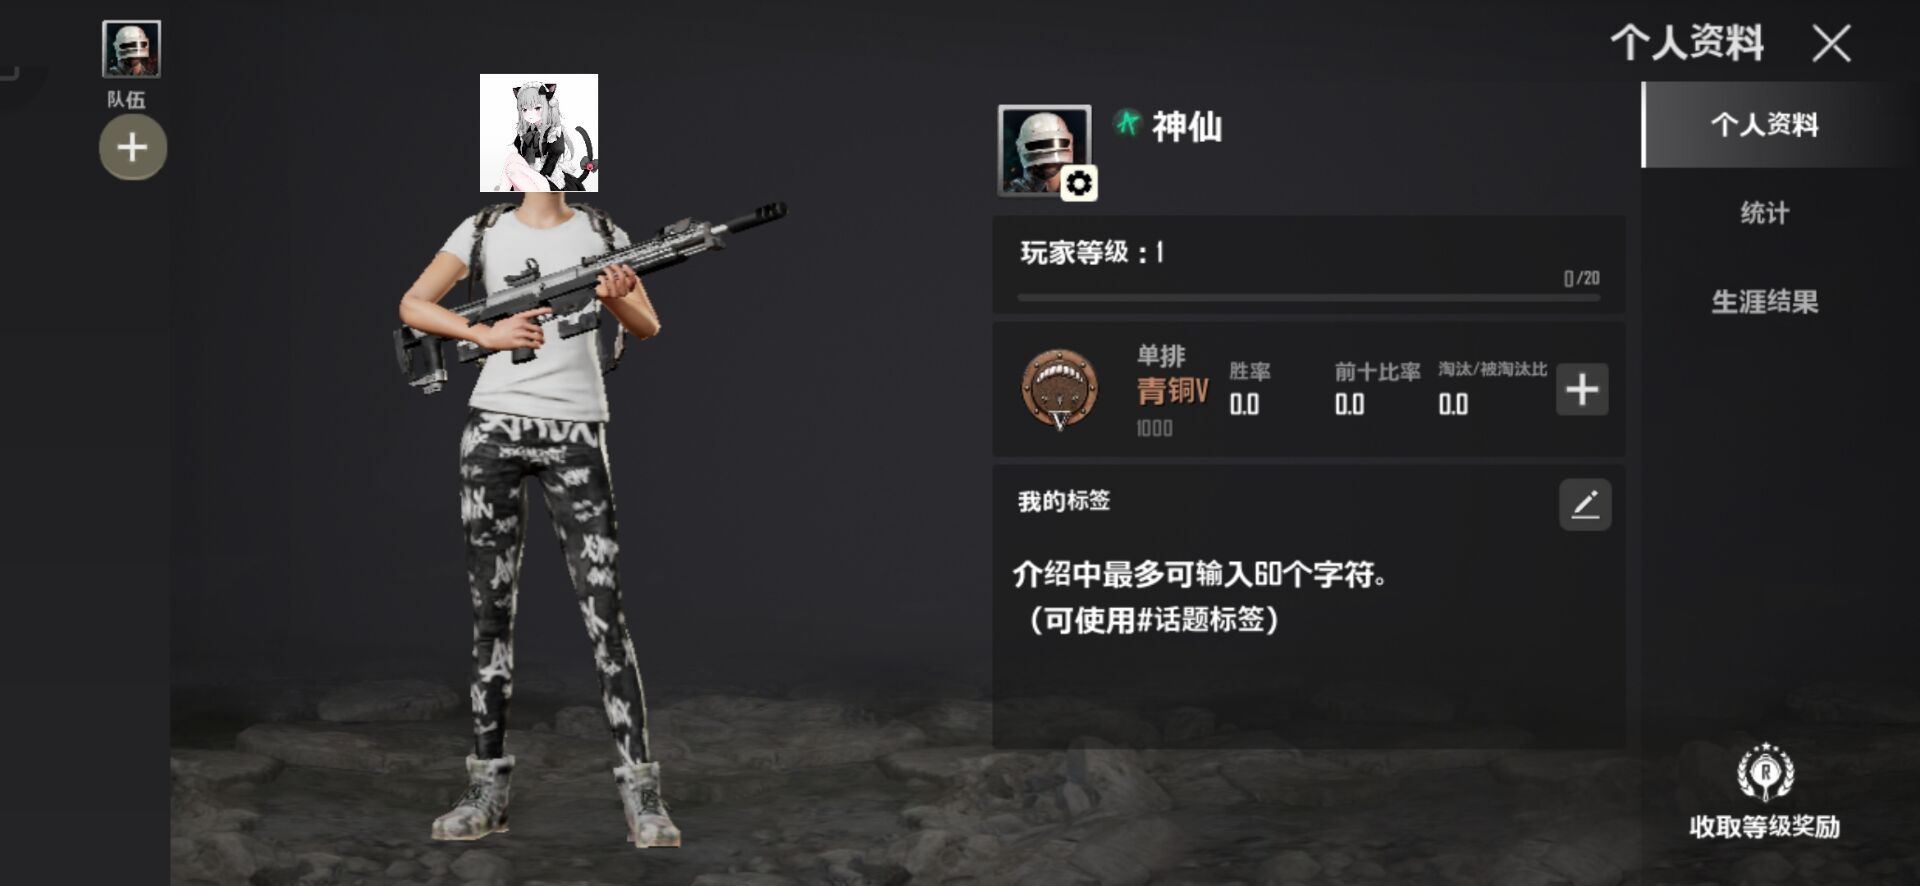 个人资料
队伍
神仙
个人资料
统计
生涯结果
玩家等级：1
0/20
单排
青铜V
1000
胜率
0.0
前十比率
0.0
淘汰/被淘汰比
0.0
我的标签
介绍中最多可输入60个字符。
（可使用#话题标签）
R
收取等级奖励